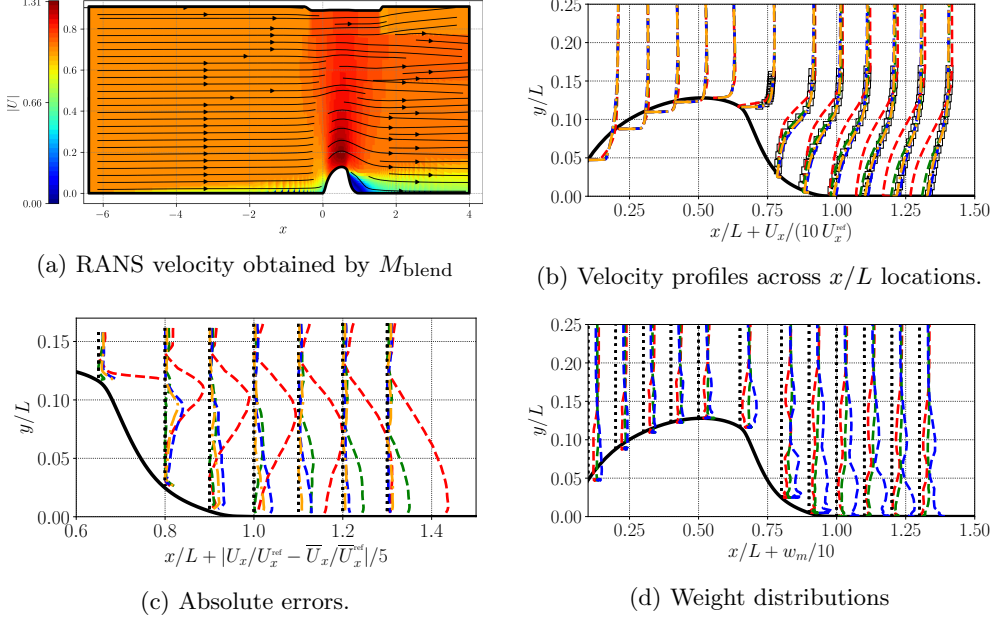 1.31
0.66
0.00
|U|
0.8
0.6
0.4
0.2
0.0
−6 −4 −2 0 2 4
x
(a) RANS velocity obtained by M_blend
0.25
0.20
0.15
0.10
0.05
0.00
y/L
0.25 0.50 0.75 1.00 1.25 1.50
x/L + U_x/(10 U_x^ref)
(b) Velocity profiles across x/L locations.
0.15
0.10
0.05
0.00
y/L
0.6 0.8 1.0 1.2 1.4
x/L + |U_x/U_x^ref − U̅_x/U̅_x^ref|/5
(c) Absolute errors.
0.25
0.20
0.15
0.10
0.05
0.00
y/L
0.25 0.50 0.75 1.00 1.25 1.50
x/L + w_m/10
(d) Weight distributions